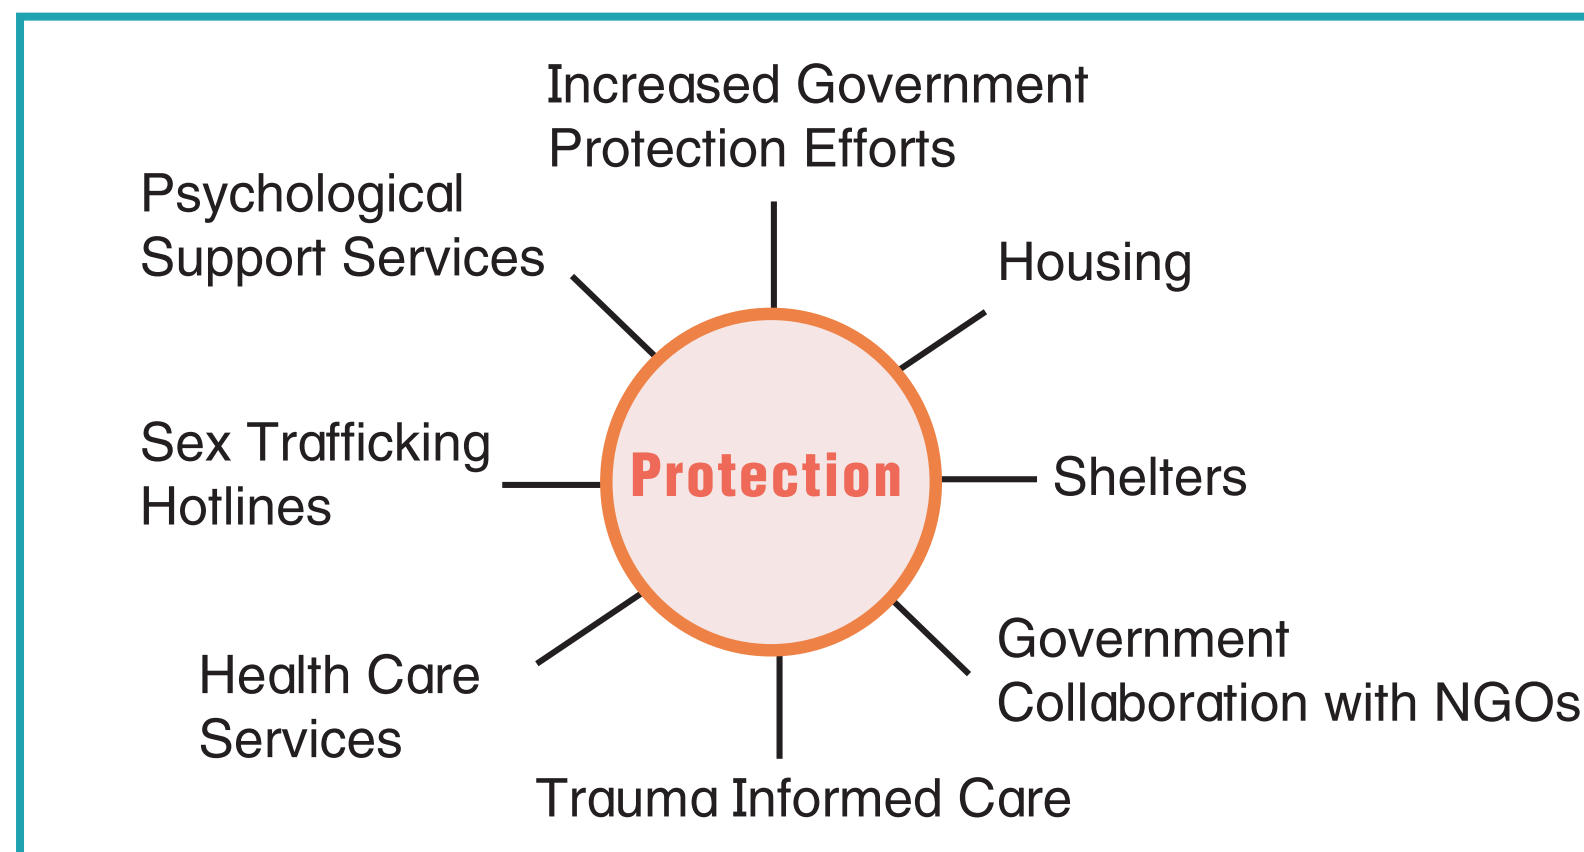 Increased Government
Protection Efforts
Psychological
Support Services
Housing
Sex Trafficking
Hotlines
Protection
Shelters
Health Care
Services
Government
Collaboration with NGOs
Trauma Informed Care